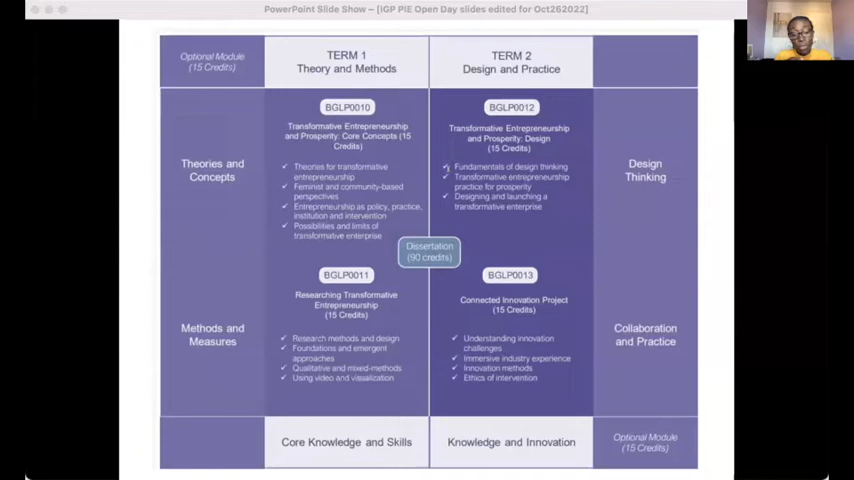 PowerPoint Slide Show – [IGP PIE Open Day slides edited for Oct262022]
Optional Module
(15 Credits)
TERM 1
Theory and Methods
TERM 2
Design and Practice
Theories and
Concepts
BGLP0010
Transformative Entrepreneurship
and Prosperity: Core Concepts (15
Credits)
✓ Theories for transformative
entrepreneurship
✓ Feminist and community-based
perspectives
✓ Entrepreneurship as policy, practice,
institution and intervention
✓ Possibilities and limits of
transformative enterprise
BGLP0012
Transformative Entrepreneurship
and Prosperity: Design
(15 Credits)
✓ Fundamentals of design thinking
✓ Transformative entrepreneurship
practice for prosperity
✓ Designing and launching a
transformative enterprise
Design
Thinking
Dissertation
(90 credits)
Methods and
Measures
BGLP0011
Researching Transformative
Entrepreneurship
(15 Credits)
✓ Research methods and design
✓ Foundations and emergent
approaches
✓ Qualitative and mixed-methods
✓ Using video and visualization
BGLP0013
Connected Innovation Project
(15 Credits)
✓ Understanding innovation
challenges
✓ Immersive industry experience
✓ Innovation methods
✓ Ethics of intervention
Collaboration
and Practice
Core Knowledge and Skills
Knowledge and Innovation
Optional Module
(15 Credits)